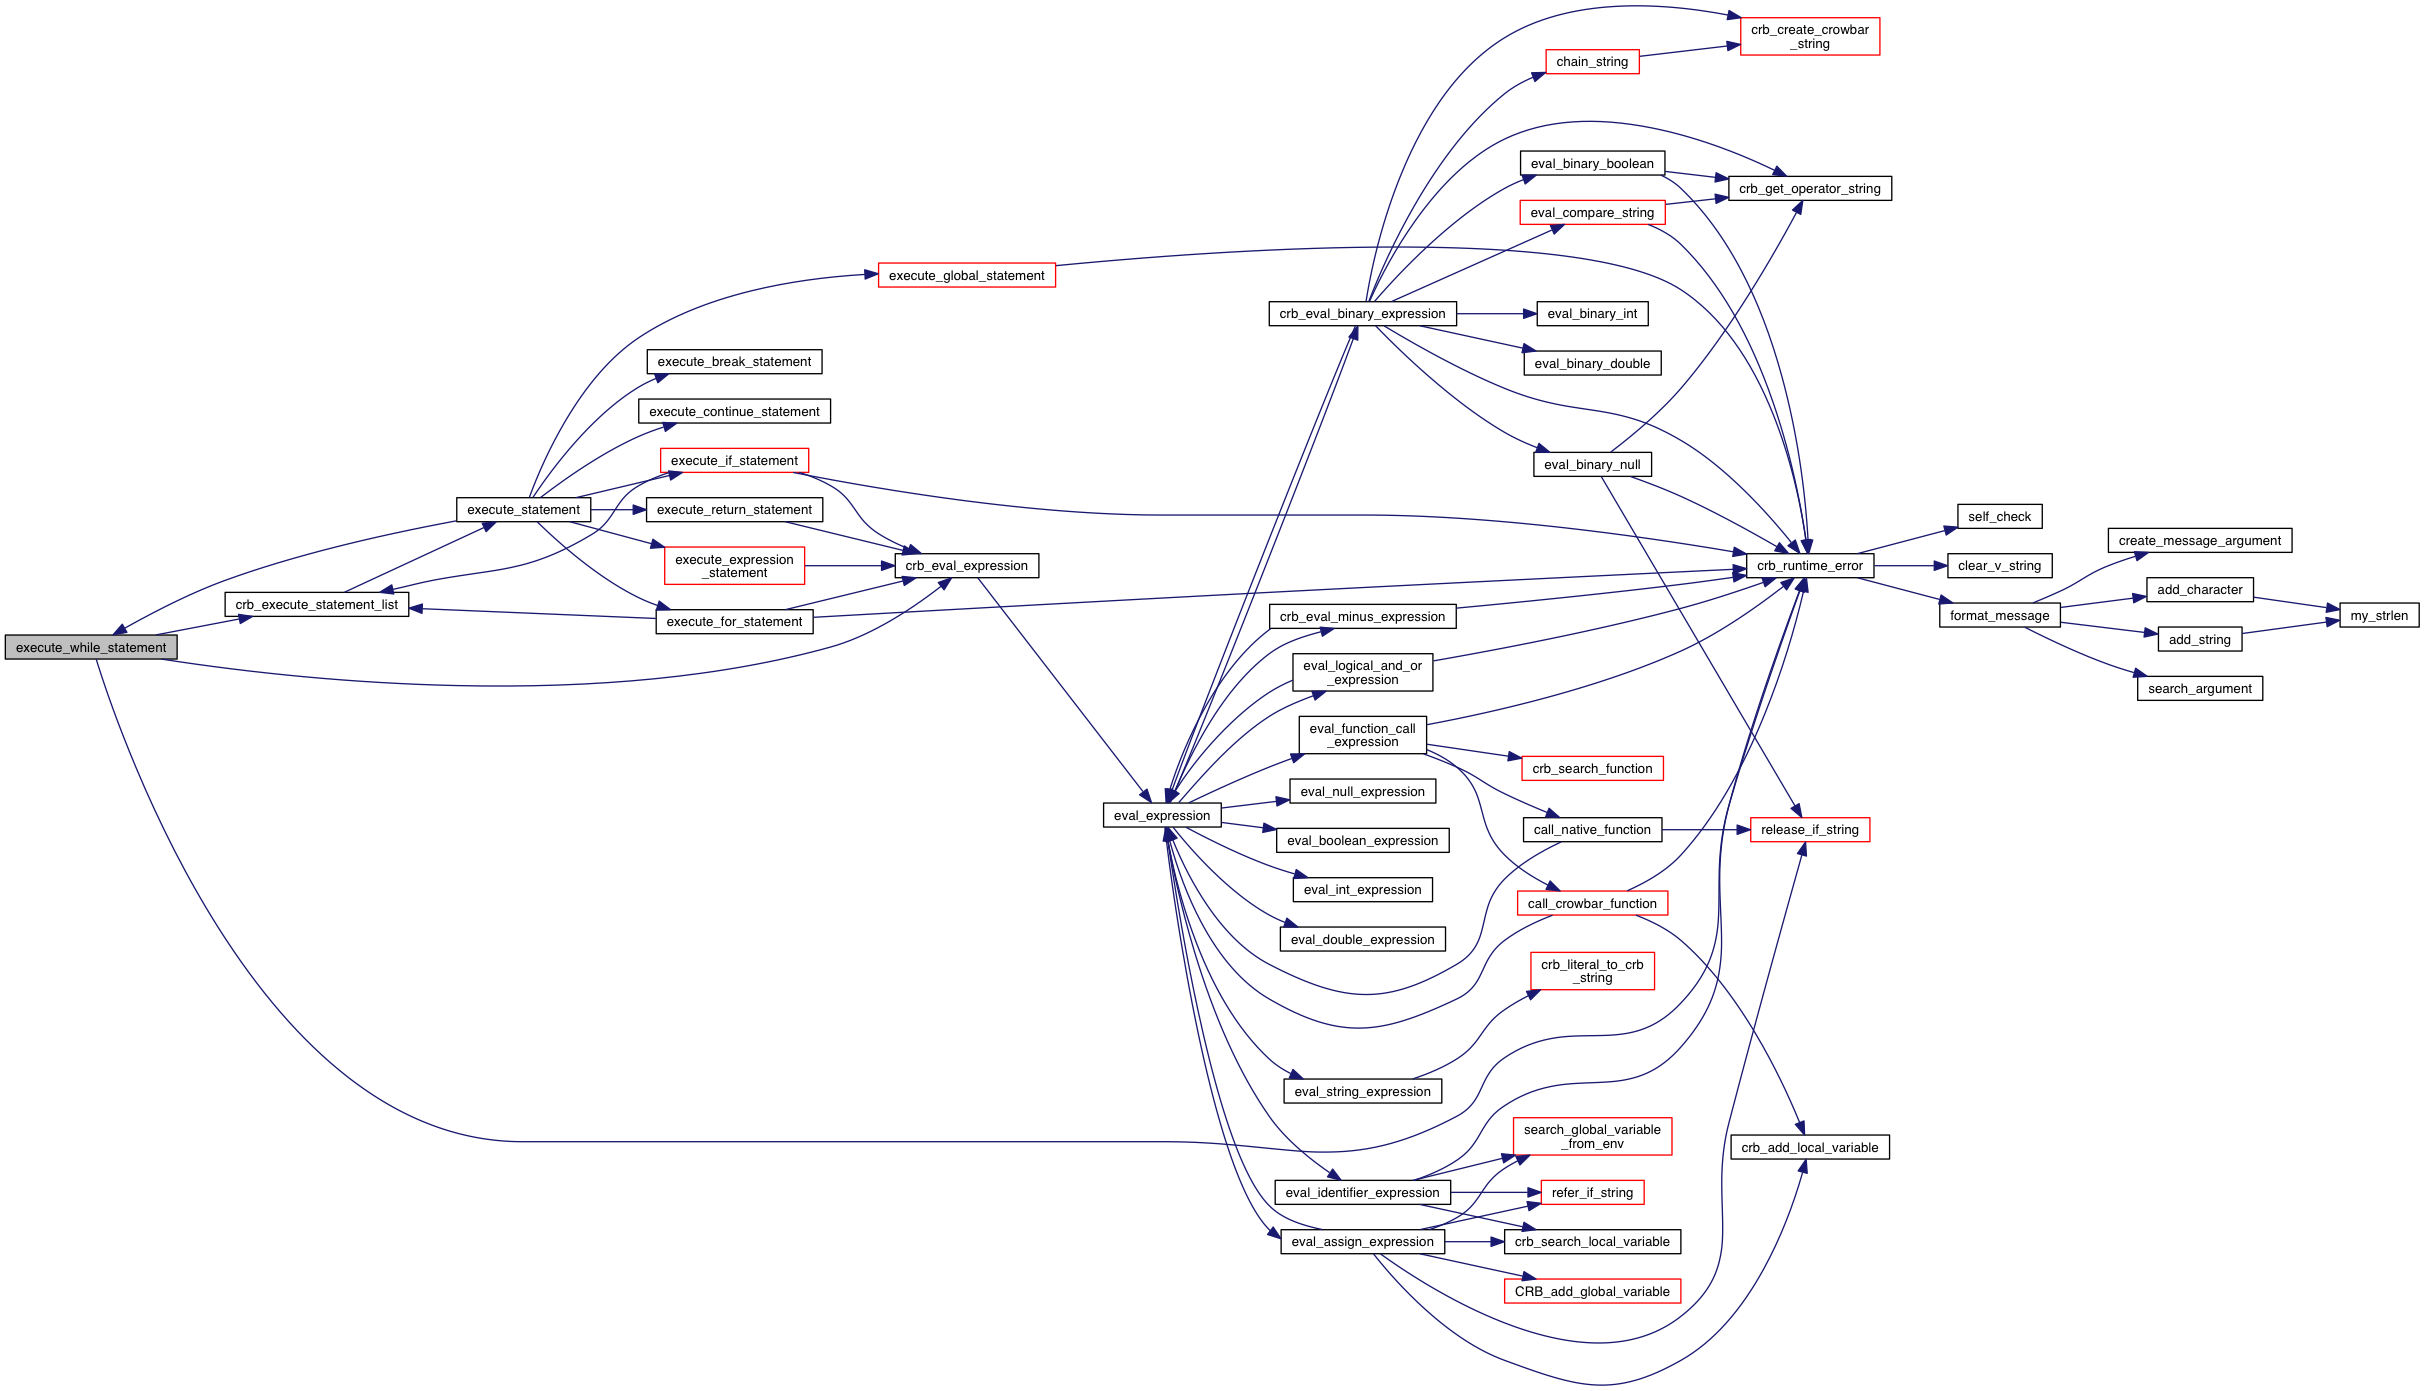 crb_create_crowbar
_string
chain_string
eval_binary_boolean
crb_get_operator_string
eval_compare_string
execute_global_statement
crb_eval_binary_expression
eval_binary_int
execute_break_statement
eval_binary_double
execute_continue_statement
execute_if_statement
eval_binary_null
execute_statement
execute_return_statement
self_check
create_message_argument
execute_expression
_statement
crb_eval_expression
crb_runtime_error
clear_v_string
add_character
crb_execute_statement_list
execute_for_statement
crb_eval_minus_expression
format_message
my_strlen
add_string
execute_while_statement
eval_logical_and_or
_expression
search_argument
eval_function_call
_expression
crb_search_function
eval_null_expression
eval_expression
call_native_function
release_if_string
eval_boolean_expression
eval_int_expression
call_crowbar_function
eval_double_expression
crb_literal_to_crb
_string
eval_string_expression
search_global_variable
_from_env
crb_add_local_variable
eval_identifier_expression
refer_if_string
eval_assign_expression
crb_search_local_variable
CRB_add_global_variable